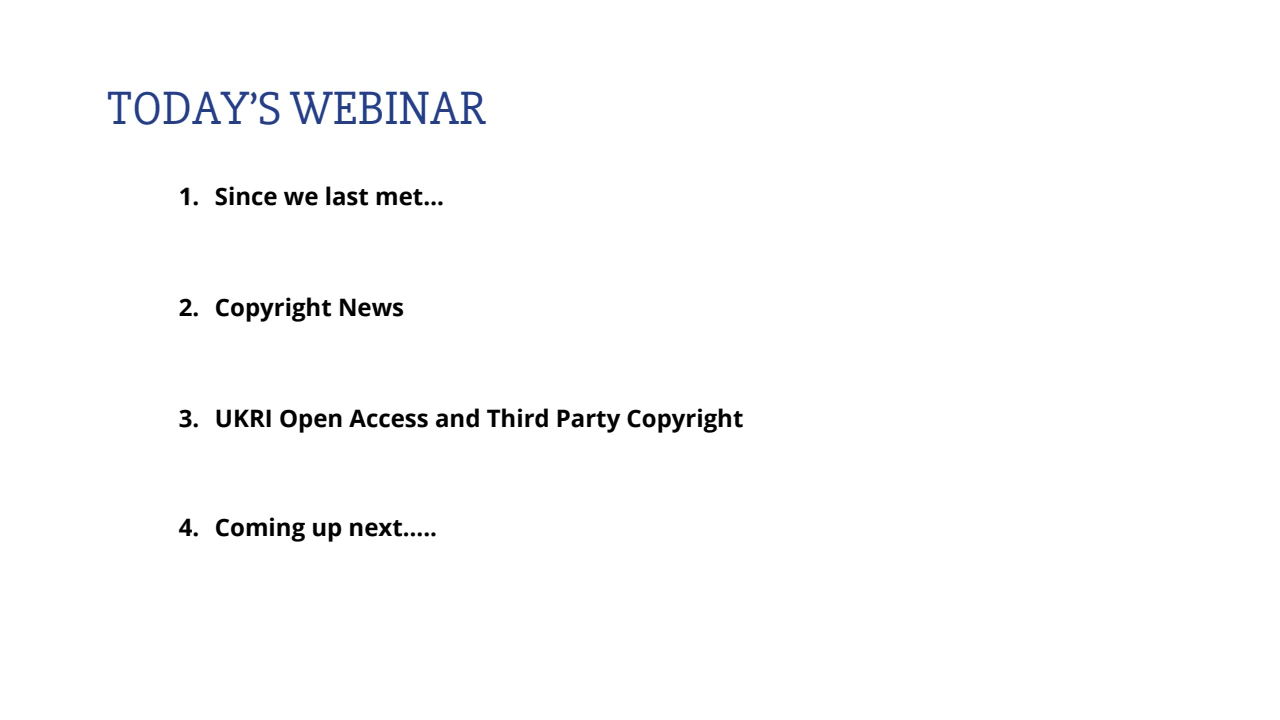 TODAY’S WEBINAR
1. Since we last met...
2. Copyright News
3. UKRI Open Access and Third Party Copyright
4. Coming up next.....